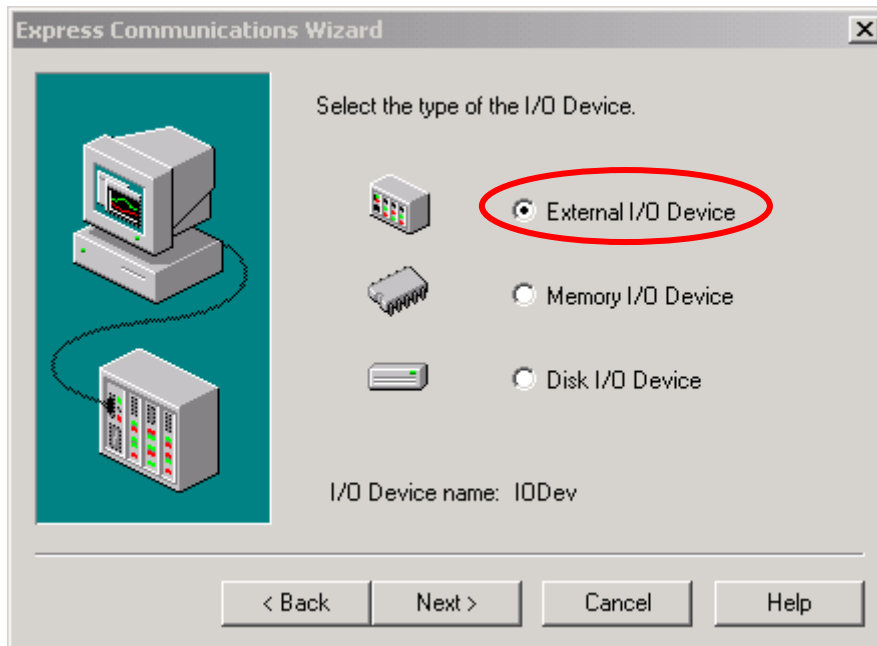 Express Communications Wizard
Select the type of the I/O Device.
External I/O Device
Memory I/O Device
Disk I/O Device
I/O Device name: IODev
< Back
Next >
Cancel
Help